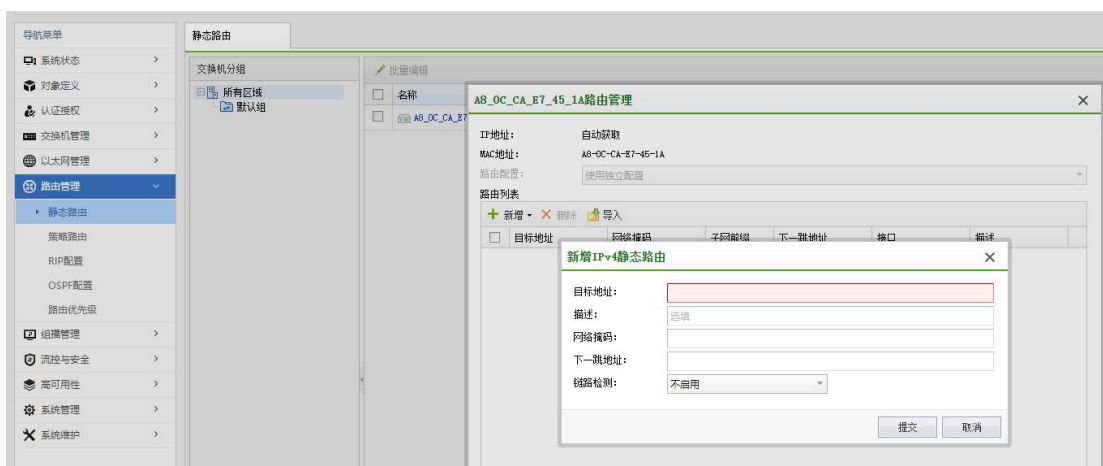 导航菜单
系统状态
对象定义
认证授权
交换机管理
以太网管理
路由管理
静态路由
策略路由
RIP配置
OSPF配置
路由优先级
组播管理
流控与安全
高可用性
系统管理
系统维护
静态路由
交换机分组
所有区域
默认组
批量编辑
名称
A8_0C_CA_E7
A8_0C_CA_E7_45_1A路由管理
IP地址: 自动获取
MAC地址: A8-0C-CA-E7-45-1A
路由配置: 使用独立配置
路由列表
新增 删除 导入
目标地址 网络掩码 子网前缀 下一跳地址 接口 描述
新增IPv4静态路由
目标地址:
描述: 选填
网络掩码:
下一跳地址:
链路检测: 不启用
提交 取消